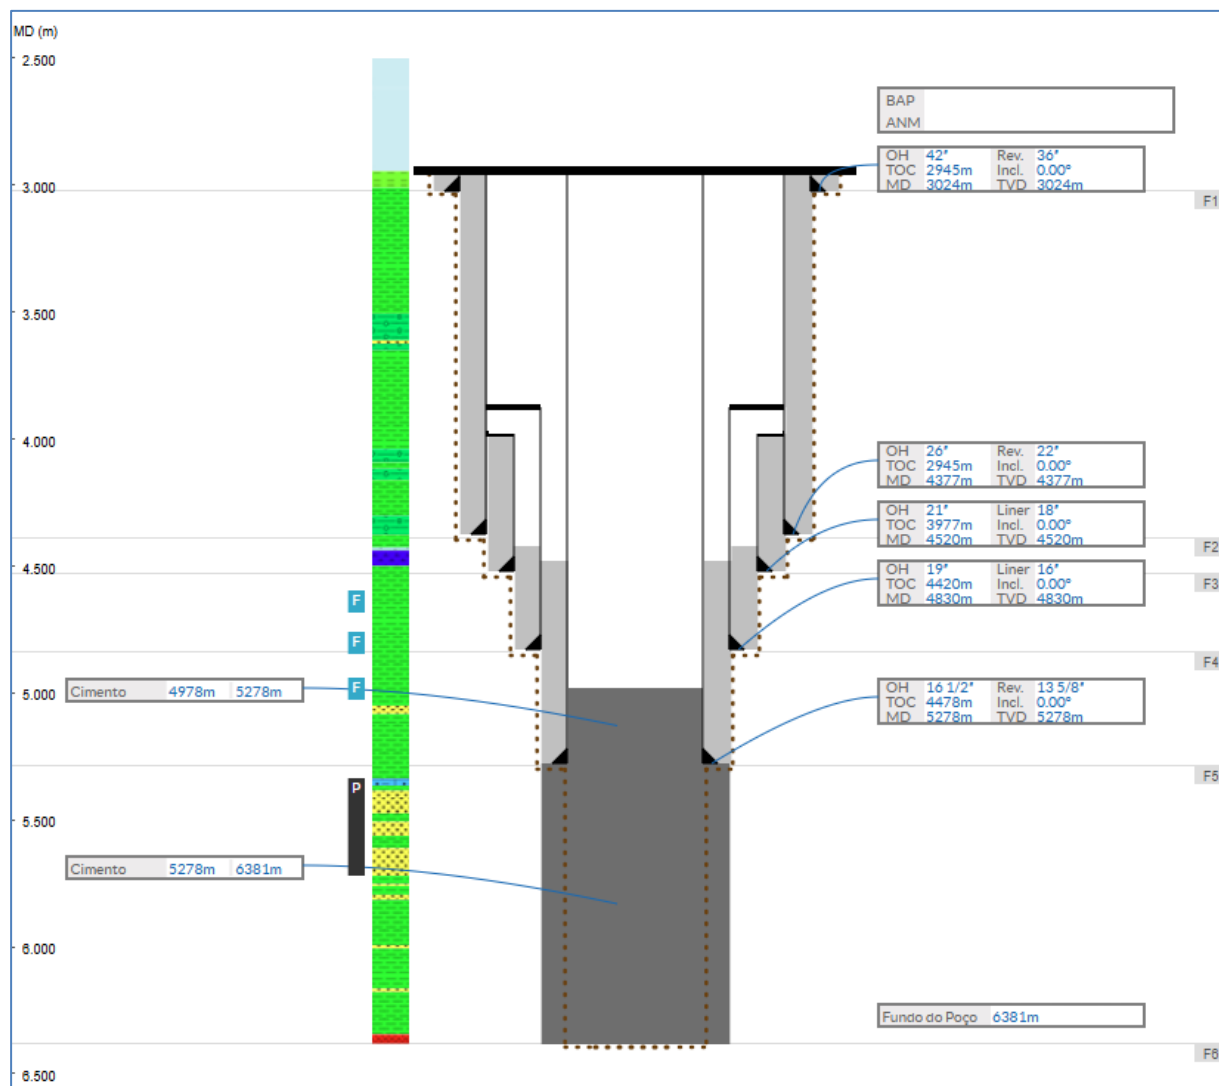 MD (m)
2.500
BAP
ANM
OH 42" Rev. 36"
TOC 2945m Incl. 0.00°
MD 3024m TVD 3024m
3.000
F1
3.500
4.000
OH 26" Rev. 22"
TOC 2945m Incl. 0.00°
MD 4377m TVD 4377m
OH 21" Liner 18"
TOC 3977m Incl. 0.00°
MD 4520m TVD 4520m
F2
4.500
OH 19" Liner 16"
TOC 4420m Incl. 0.00°
MD 4830m TVD 4830m
F3
F
F
F4
F
Cimento 4978m 5278m
5.000
OH 16 1/2" Rev. 13 5/8"
TOC 4478m Incl. 0.00°
MD 5278m TVD 5278m
F5
P
5.500
Cimento 5278m 6381m
6.000
Fundo do Poço 6381m
F6
6.500